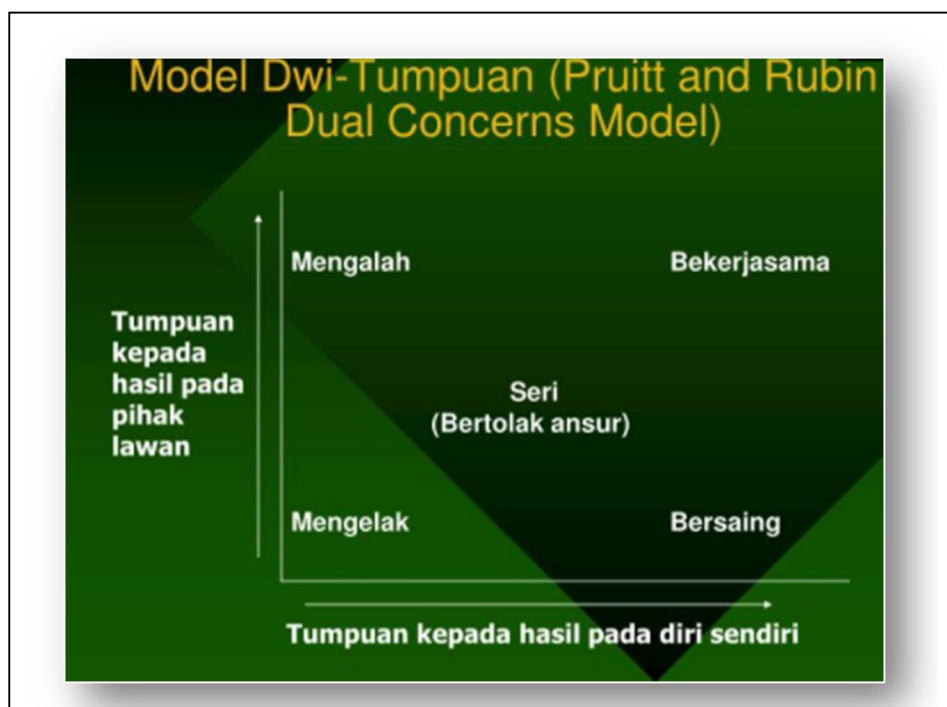 Model Dwi-Tumpuan (Pruitt and Rubin
Dual Concerns Model)
Mengalah
Bekerjasama
Tumpuan
kepada
hasil pada
pihak
lawan
Seri
(Bertolak ansur)
Mengelak
Bersaing
Tumpuan kepada hasil pada diri sendiri